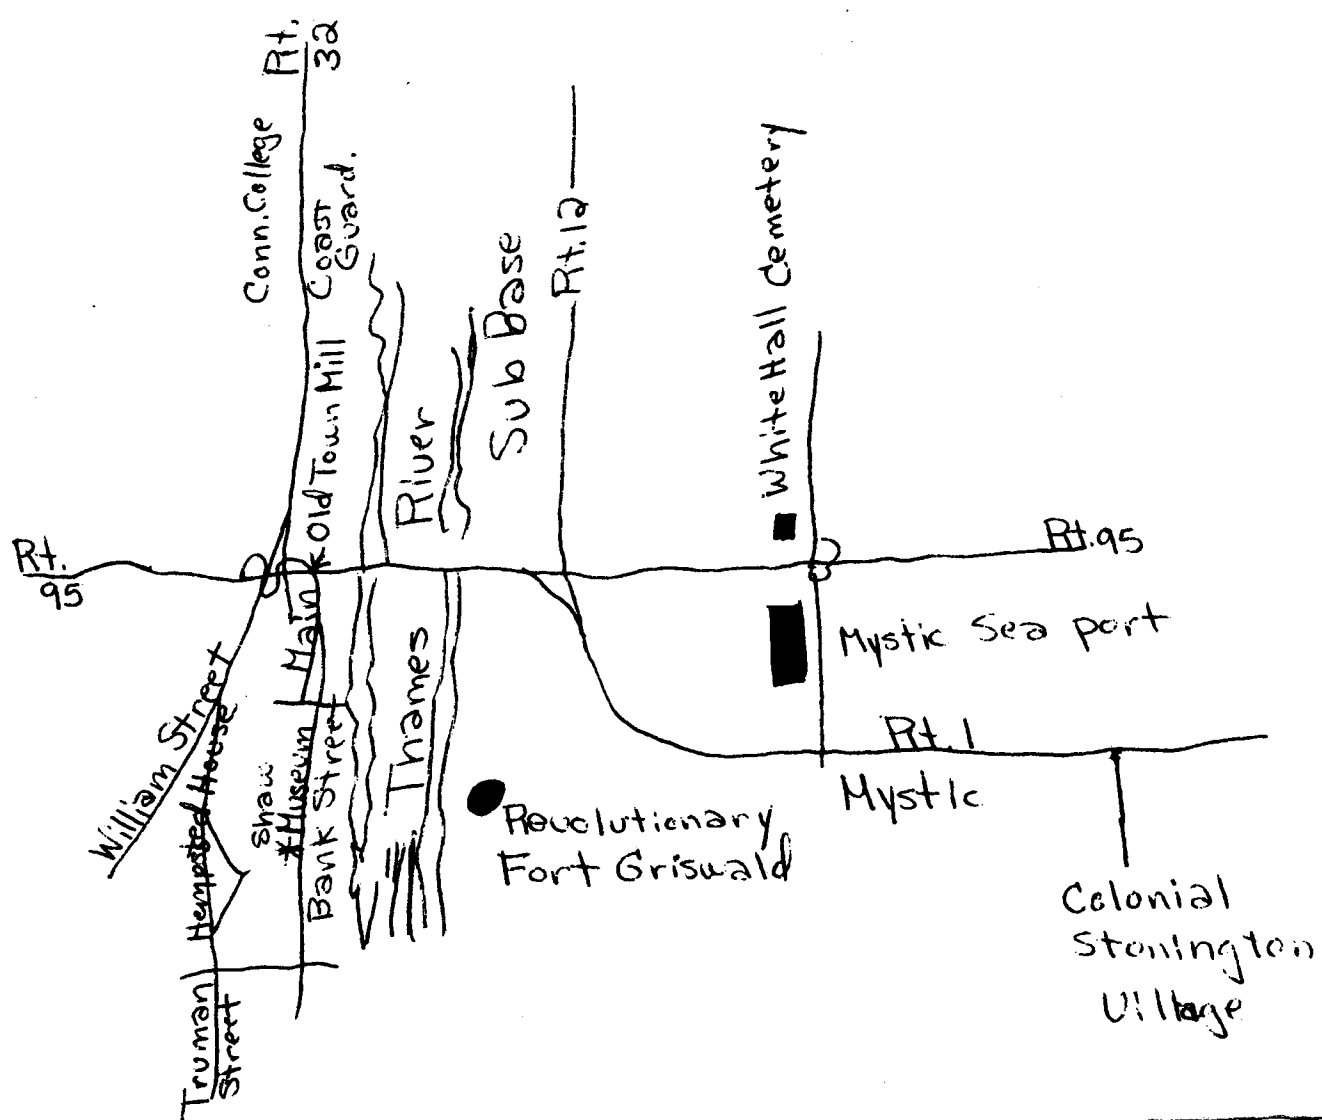 Rt.
32
Conn. College
Coast
Guard.
Old Town Mill
River
Sub Base
Rt. 12
White Hall Cemetery
Rt.
95
Rt. 95
Main
William Street
Hempsted House
Shaw
Museum
Bank Street
Thames
Mystic Sea port
Rt. 1
Mystic
Revolutionary
Fort Griswald
Colonial
Stonington
Village
Truman
Street